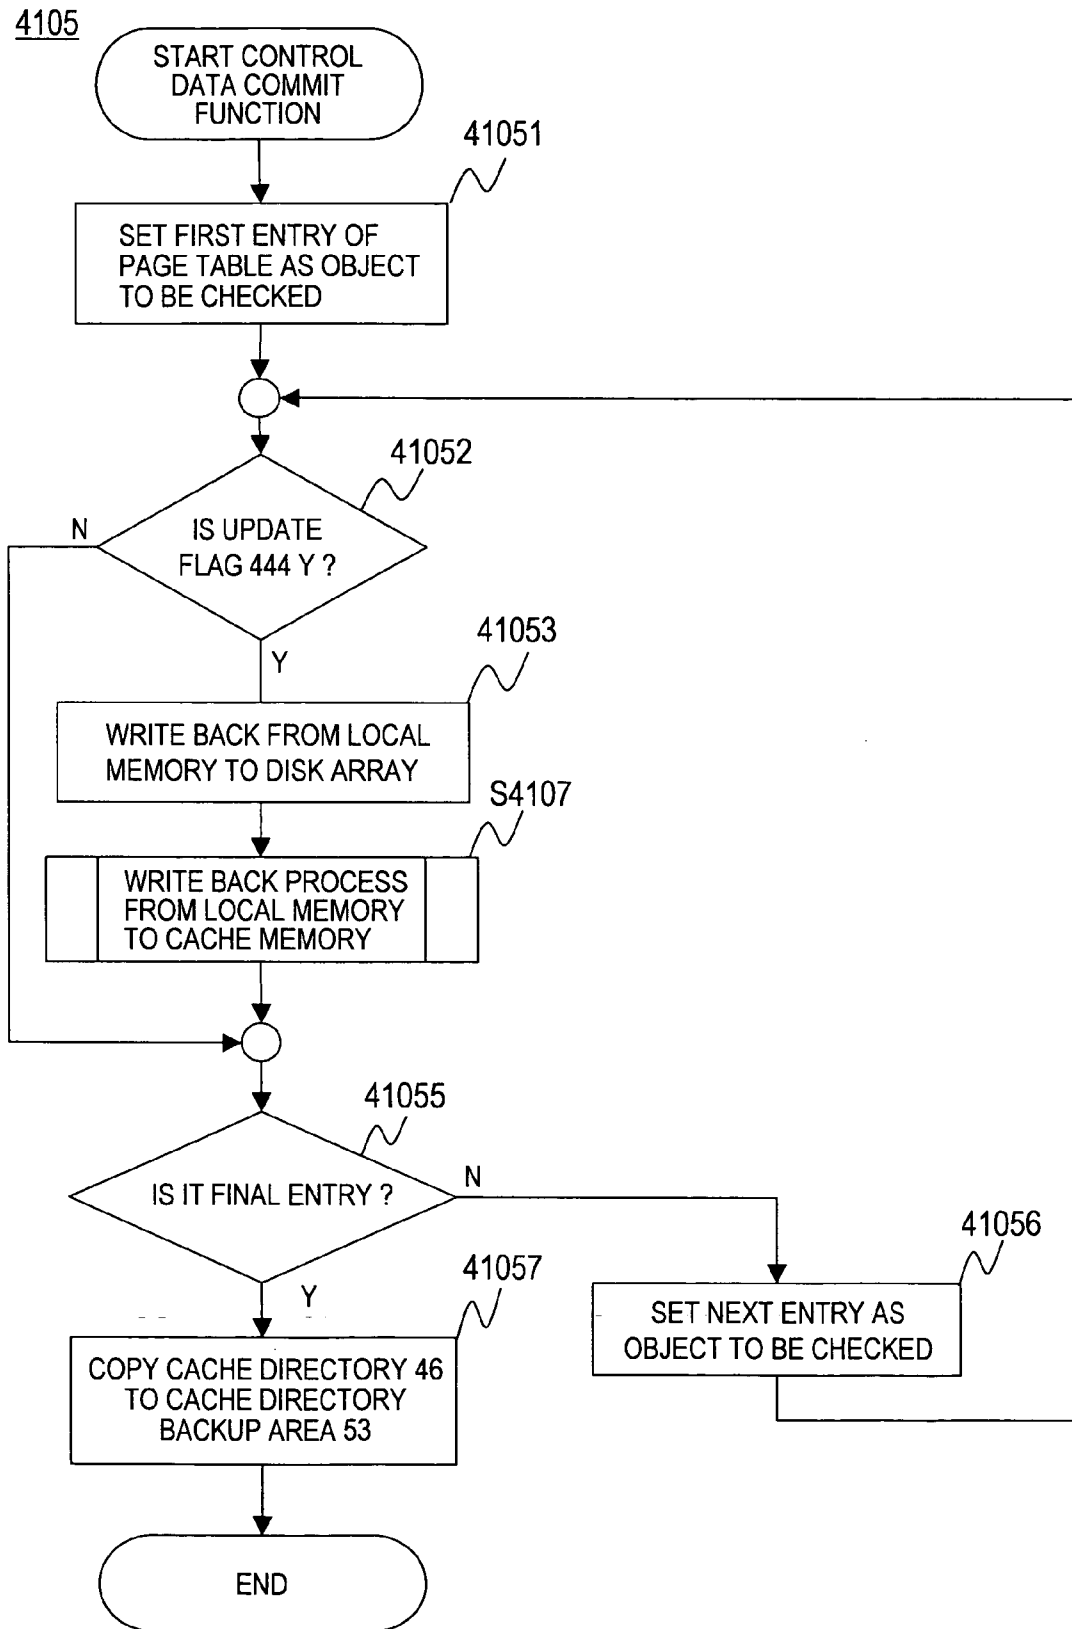 4105
START CONTROL
DATA COMMIT
FUNCTION
41051
SET FIRST ENTRY OF
PAGE TABLE AS OBJECT
TO BE CHECKED
41052
N
IS UPDATE
FLAG 444 Y ?
41053
Y
WRITE BACK FROM LOCAL
MEMORY TO DISK ARRAY
S4107
WRITE BACK PROCESS
FROM LOCAL MEMORY
TO CACHE MEMORY
41055
N
IS IT FINAL ENTRY ?
41056
41057
Y
SET NEXT ENTRY AS
OBJECT TO BE CHECKED
COPY CACHE DIRECTORY 46
TO CACHE DIRECTORY
BACKUP AREA 53
END